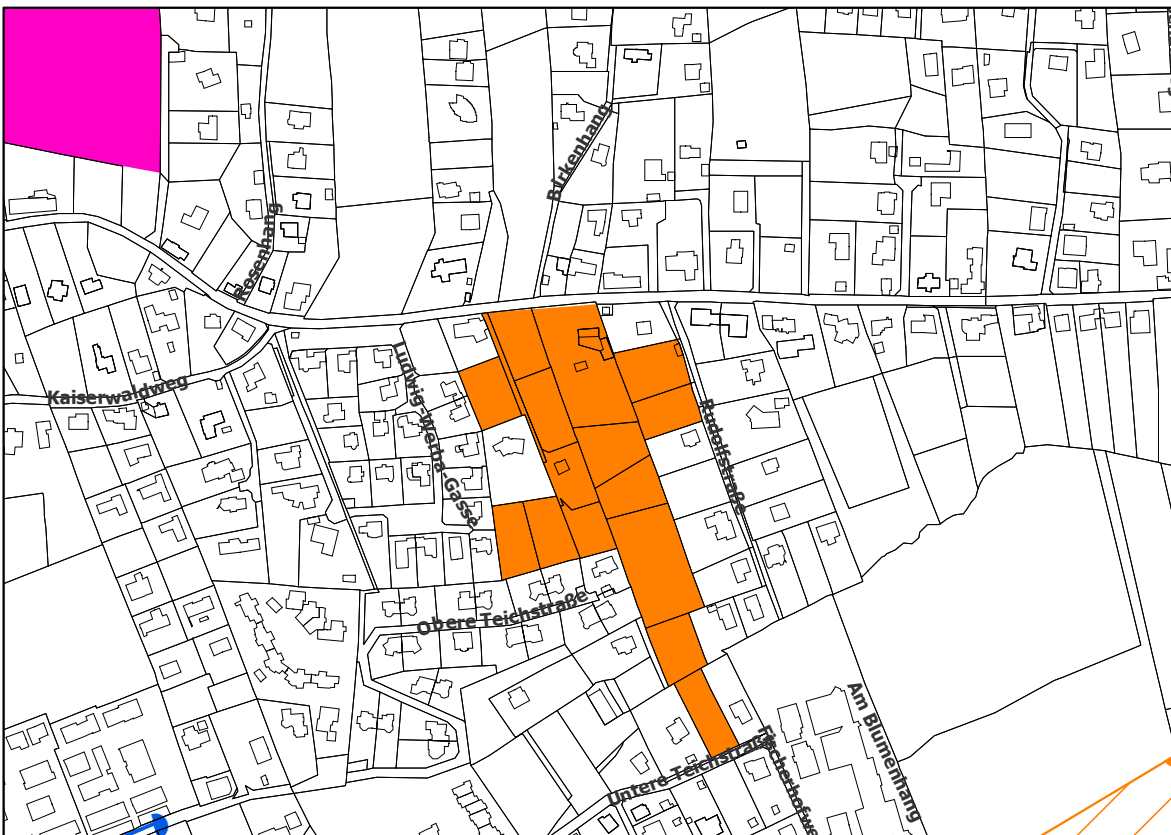 Birkenhang
Rosenhang
Kaiserwaldweg
Ludwig-Werba-Gasse
Rudolfstraße
Obere Teichstraße
Untere Teichstraße
Am Blumenhang